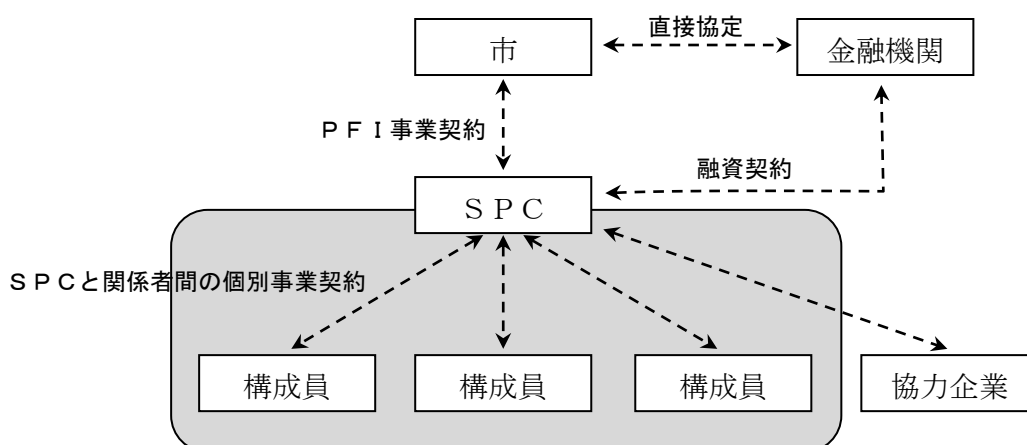 直接協定
市
金融機関
ＰＦＩ事業契約
融資契約
ＳＰＣ
ＳＰＣと関係者間の個別事業契約
構成員
構成員
構成員
協力企業